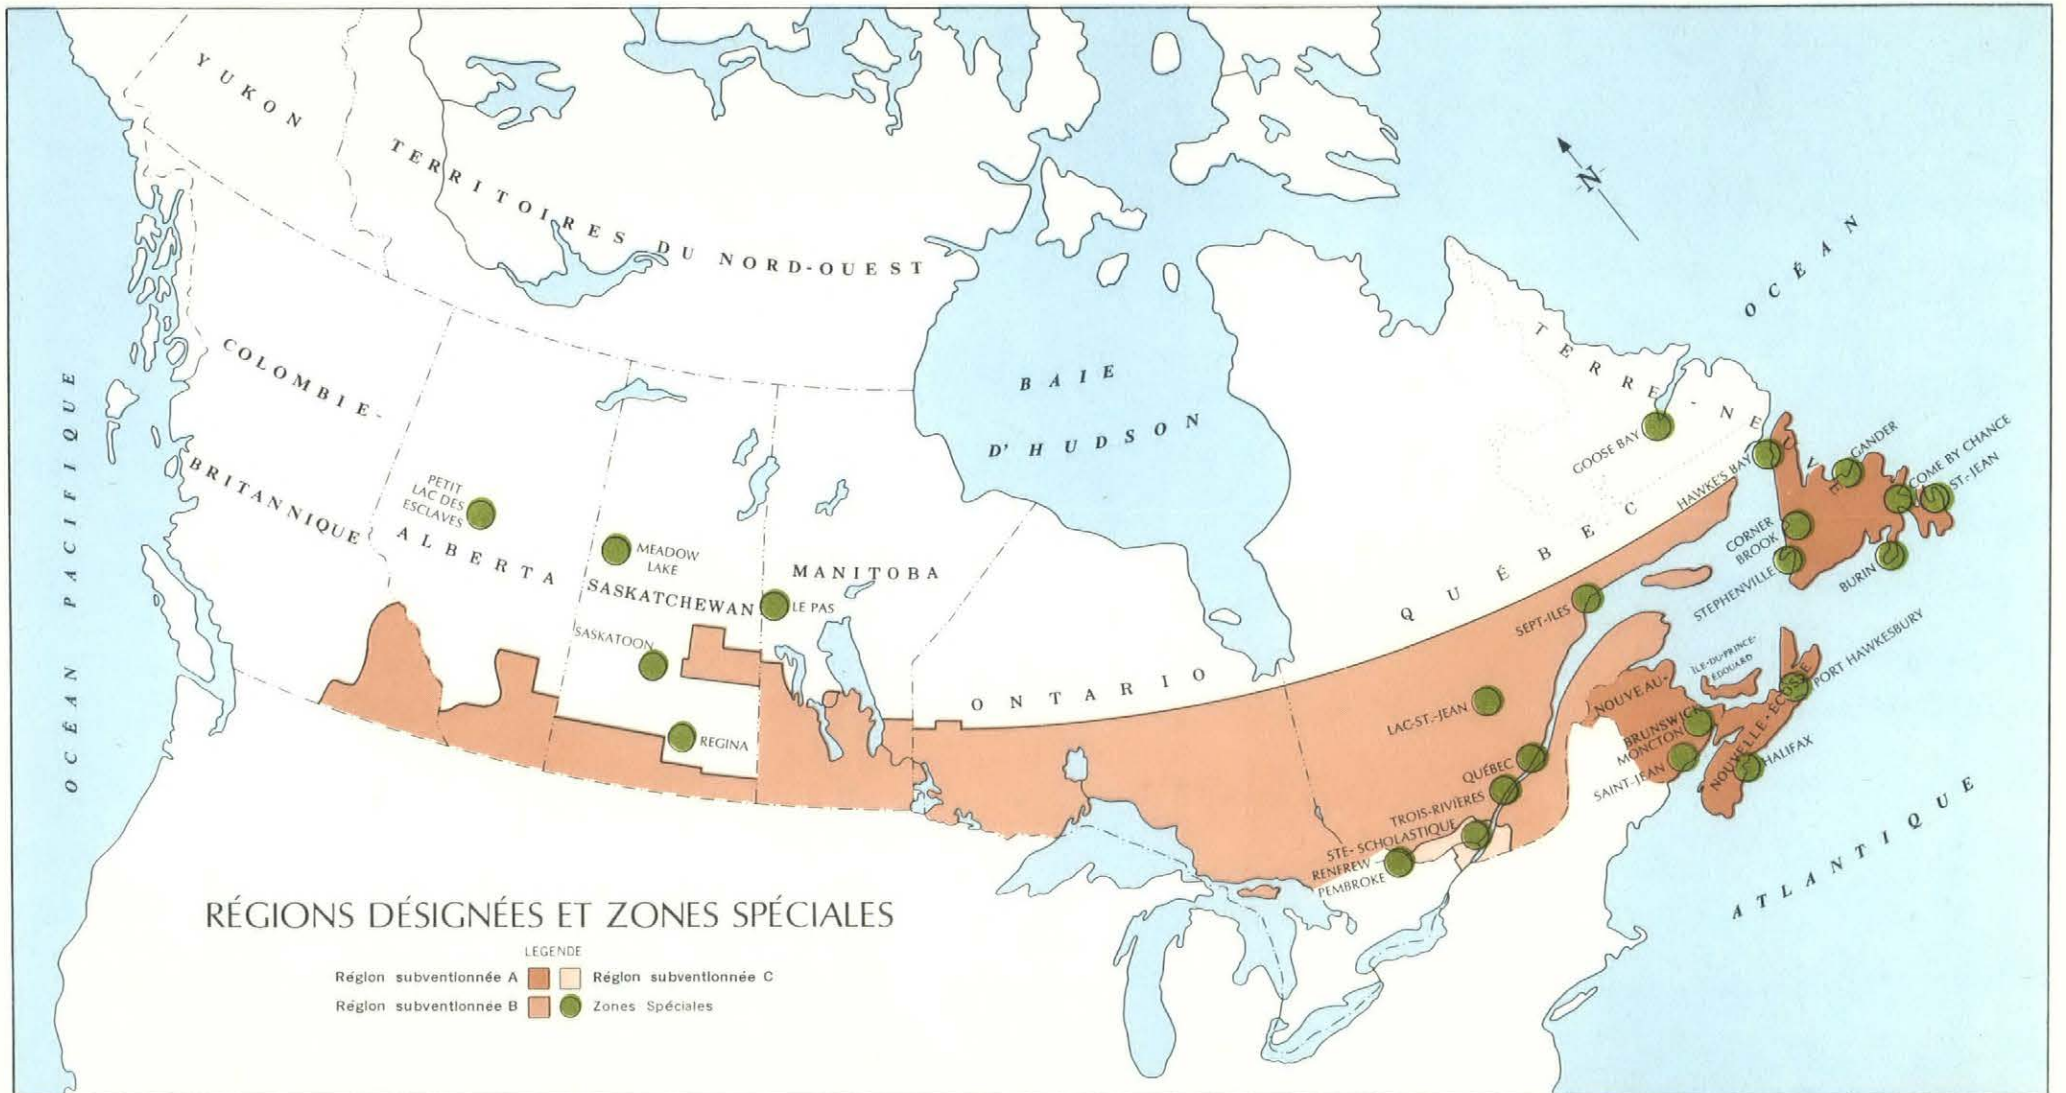 YUKON
TERRITOIRES DU NORD-OUEST
N
OCÉAN
ATLANTIQUE
OCÉAN PACIFIQUE
COLOMBIE-
BRITANNIQUE
BAIE
D'HUDSON
TERRE-NEUVE
GOOSE BAY
HAWKE'S BAY
GANDER
COME BY CHANCE
ST.-JEAN
CORNER
BROOK
STEPHENVILLE
BURIN
PETIT
LAC DES
ESCLAVES
ALBERTA
MEADOW
LAKE
SASKATCHEWAN
MANITOBA
LE PAS
SASKATOON
REGINA
ONTARIO
QUÉBEC
SEPT-ILES
LAC-ST.-JEAN
QUÉBEC
TROIS-RIVIÈRES
STE-SCHOLASTIQUE
RENFREW
PEMBROKE
ÎLE-DU-PRINCE-
ÉDOUARD
PORT HAWKESBURY
NOUVEAU-
BRUNSWICK
MONCTON
SAINT-JEAN
NOUVELLE-ÉCOSSE
HALIFAX
RÉGIONS DÉSIGNÉES ET ZONES SPÉCIALES
LEGENDE
Région subventionnée A
Région subventionnée C
Région subventionnée B
Zones Spéciales